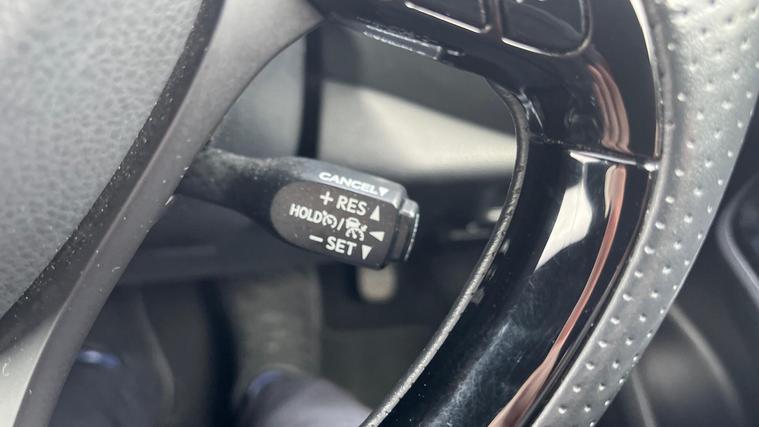 CANCEL
+ RES
HOLD /
− SET